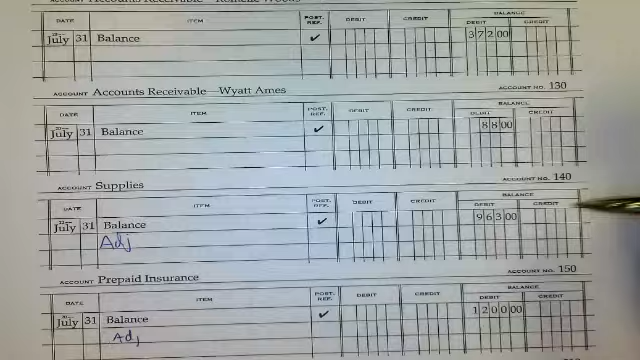 BALANCE
DATE ITEM POST. REF. DEBIT CREDIT DEBIT CREDIT
20-- July 31 Balance ✓ 3 7 2 00
ACCOUNT Accounts Receivable—Wyatt Ames ACCOUNT NO. 130
BALANCE
DATE ITEM POST. REF. DEBIT CREDIT DEBIT CREDIT
20-- July 31 Balance ✓ 8 8 00
ACCOUNT Supplies ACCOUNT NO. 140
BALANCE
DATE ITEM POST. REF. DEBIT CREDIT DEBIT CREDIT
20-- July 31 Balance ✓ 9 6 3 00
Adj
ACCOUNT Prepaid Insurance ACCOUNT NO. 150
BALANCE
DATE ITEM POST. REF. DEBIT CREDIT DEBIT CREDIT
20-- July 31 Balance ✓ 1 2 0 0 00
Adj